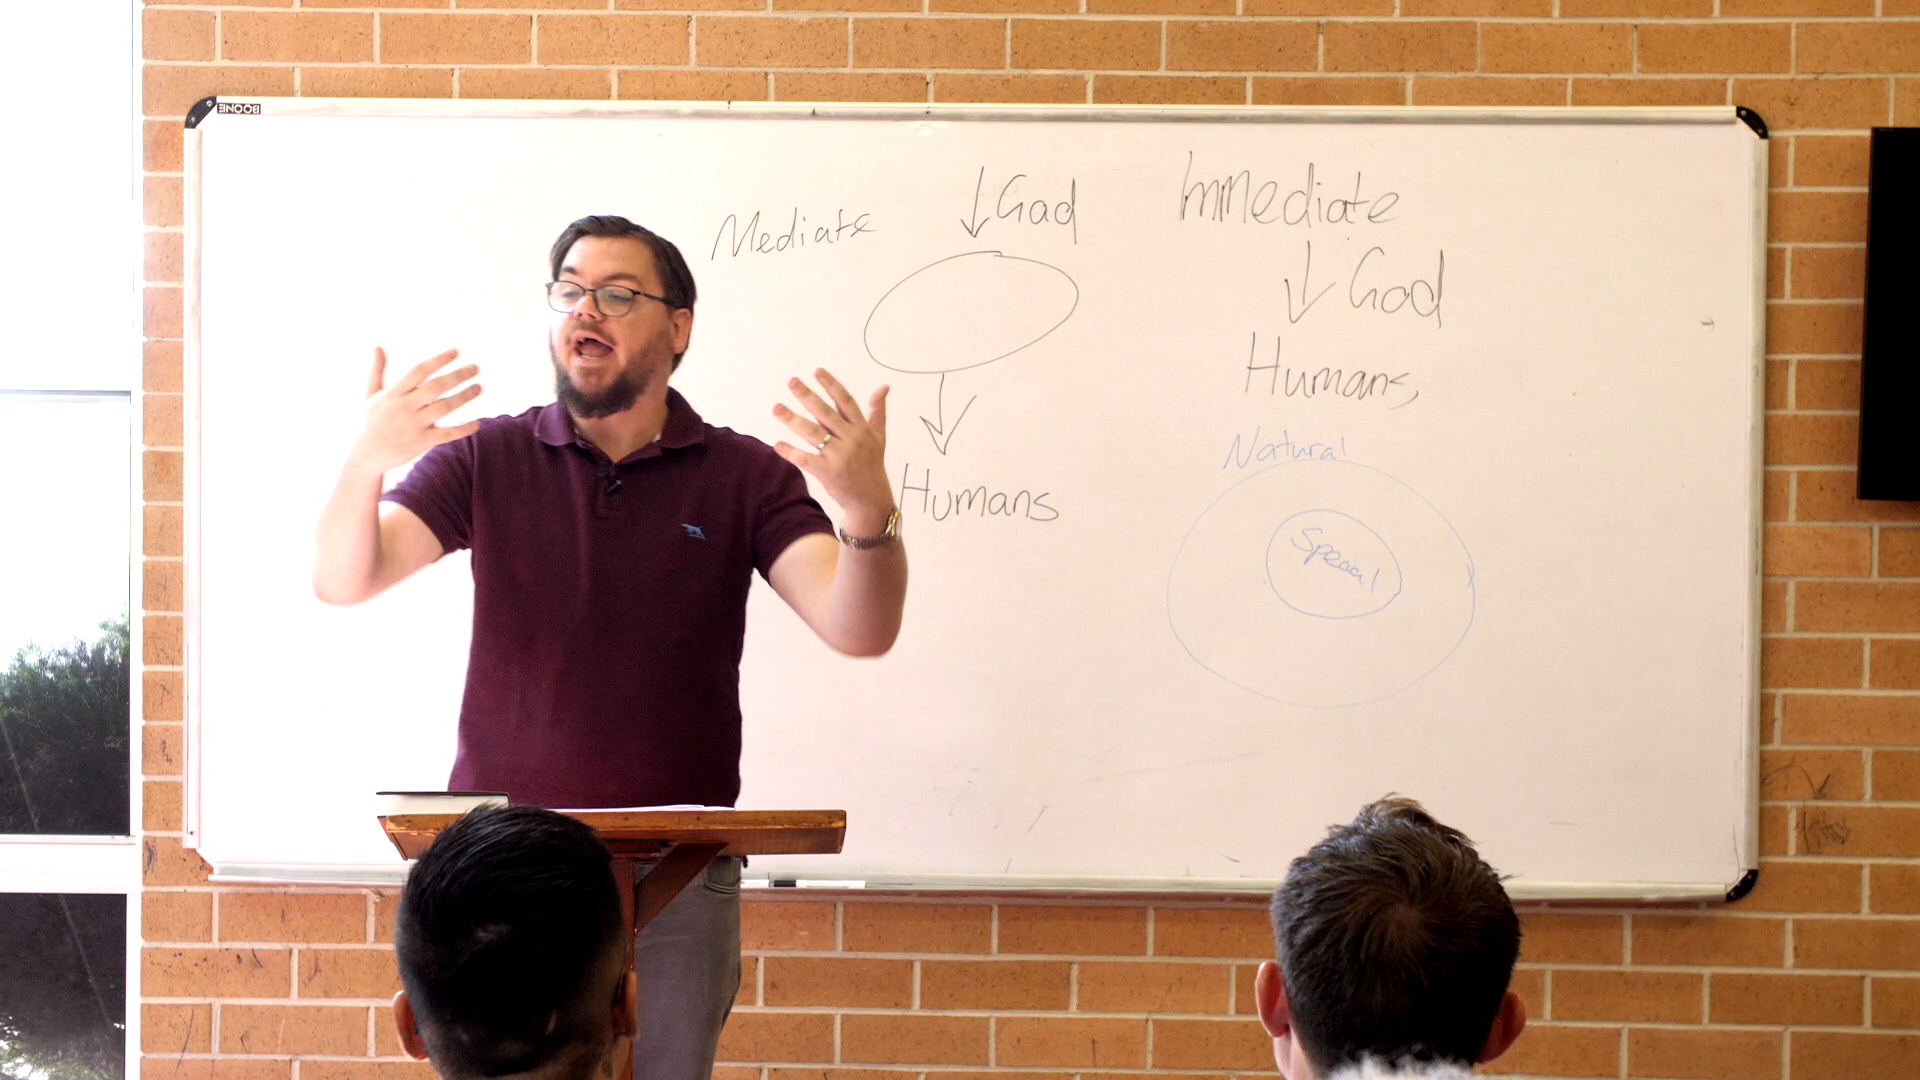 BOONE
Mediate
God
Humans
Immediate
God
Humans
Natural
Special